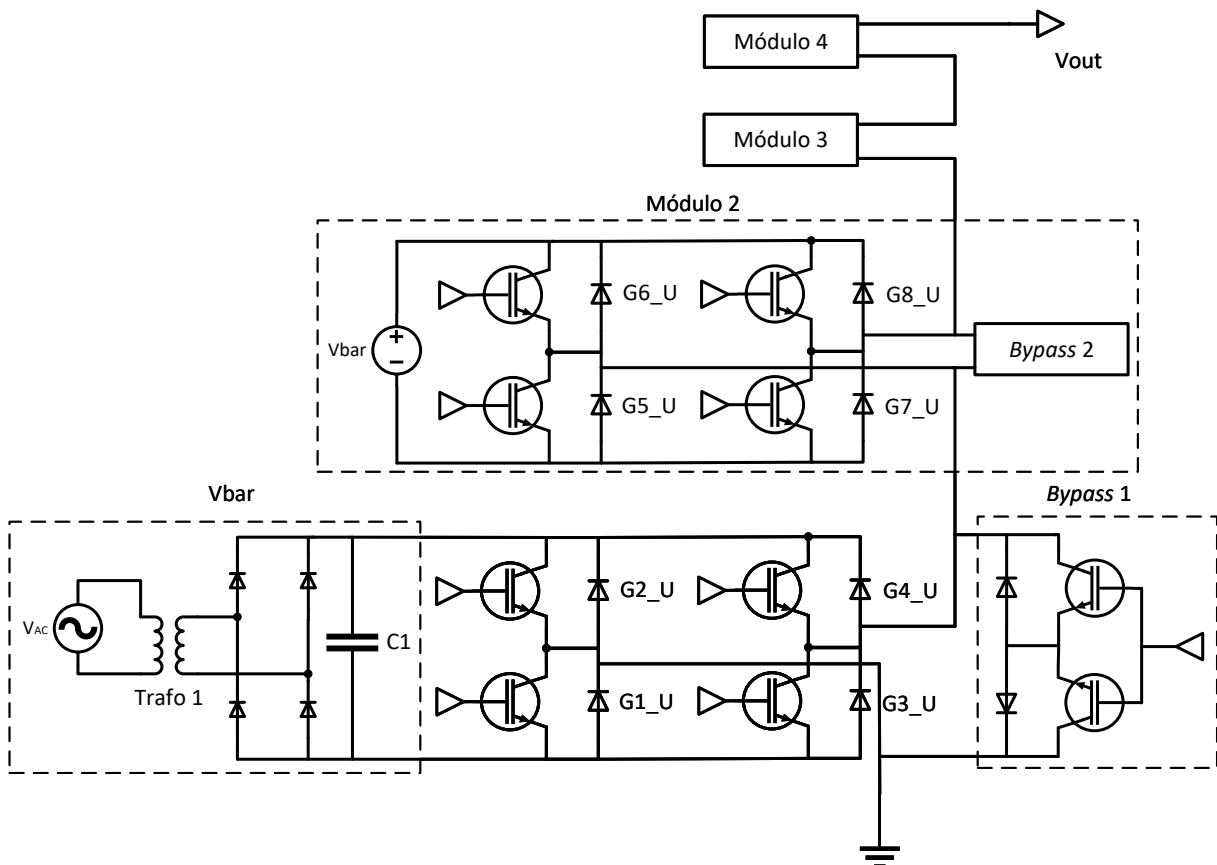 Módulo 4
Vout
Módulo 3
Módulo 2
G6_U
G8_U
Vbar
Bypass 2
G5_U
G7_U
Vbar
Bypass 1
G2_U
G4_U
VAC
C1
Trafo 1
G1_U
G3_U